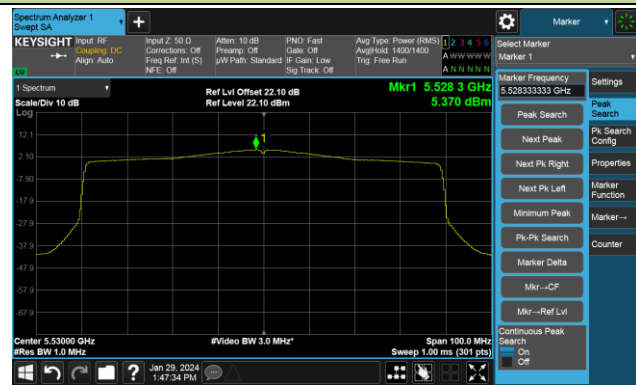 Spectrum Analyzer 1
Swept SA
Marker
KEYSIGHT
Input: RF
Coupling: DC
Align: Auto
Input Z: 50 Ω
Corrections: Off
Freq Ref: Int (S)
NFE: Off
Atten: 10 dB
Preamp: Off
µW Path: Standard
PNO: Fast
Gate: Off
IF Gain: Low
Sig Track: Off
Avg Type: Power (RMS)
Avg|Hold: 1400/1400
Trig: Free Run
1 2 3 4 5 6
A W W W W W
A N N N N N
Select Marker
Marker 1
1 Spectrum
Scale/Div 10 dB
Log
Ref Lvl Offset 22.10 dB
Ref Level 22.10 dBm
Mkr1 5.528 3 GHz
5.370 dBm
1
12.1
2.10
-7.90
-17.9
-27.9
-37.9
-47.9
-57.9
-67.9
Center 5.53000 GHz
#Res BW 1.0 MHz
#Video BW 3.0 MHz*
Span 100.0 MHz
Sweep 1.00 ms (301 pts)
Marker Frequency
5.528333333 GHz
Peak Search
Next Peak
Next Pk Right
Next Pk Left
Minimum Peak
Pk-Pk Search
Marker Delta
Mkr→CF
Mkr→Ref Lvl
Continuous Peak
Search
On
Off
Settings
Peak
Search
Pk Search
Config
Properties
Marker
Function
Marker→
Counter
Jan 29, 2024
1:47:34 PM